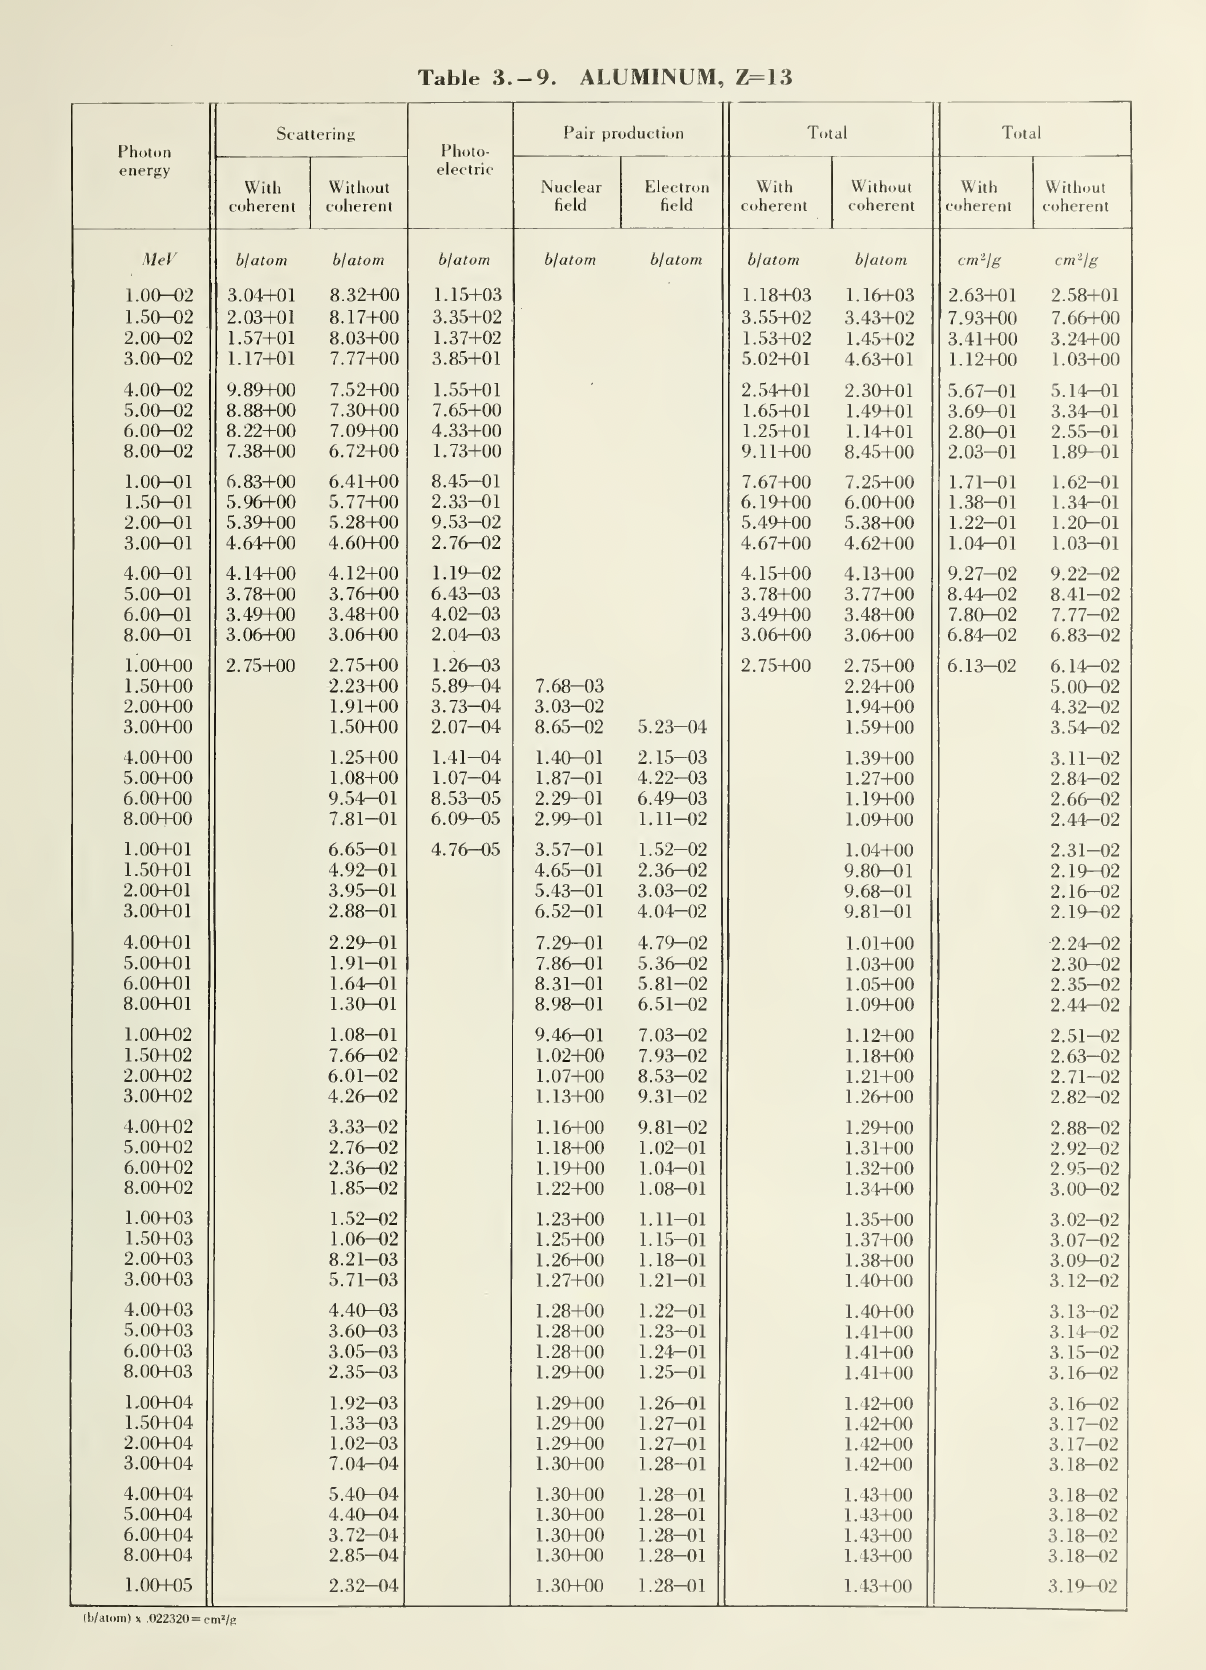 Table 3.—9. ALUMINUM, Z=13
Photon energy Scattering Photo-electric Pair production Total Total
With coherent Without coherent Nuclear field Electron field With coherent Without coherent With coherent Without coherent
MeV b/atom b/atom b/atom b/atom b/atom b/atom b/atom cm²/g cm²/g
1.00—02 3.04+01 8.32+00 1.15+03 1.18+03 1.16+03 2.63+01 2.58+01
1.50—02 2.03+01 8.17+00 3.35+02 3.55+02 3.43+02 7.93+00 7.66+00
2.00—02 1.57+01 8.03+00 1.37+02 1.53+02 1.45+02 3.41+00 3.24+00
3.00—02 1.17+01 7.77+00 3.85+01 5.02+01 4.63+01 1.12+00 1.03+00
4.00—02 9.89+00 7.52+00 1.55+01 2.54+01 2.30+01 5.67—01 5.14—01
5.00—02 8.88+00 7.30+00 7.65+00 1.65+01 1.49+01 3.69—01 3.34—01
6.00—02 8.22+00 7.09+00 4.33+00 1.25+01 1.14+01 2.80—01 2.55—01
8.00—02 7.38+00 6.72+00 1.73+00 9.11+00 8.45+00 2.03—01 1.89—01
1.00—01 6.83+00 6.41+00 8.45—01 7.67+00 7.25+00 1.71—01 1.62—01
1.50—01 5.96+00 5.77+00 2.33—01 6.19+00 6.00+00 1.38—01 1.34—01
2.00—01 5.39+00 5.28+00 9.53—02 5.49+00 5.38+00 1.22—01 1.20—01
3.00—01 4.64+00 4.60+00 2.76—02 4.67+00 4.62+00 1.04—01 1.03—01
4.00—01 4.14+00 4.12+00 1.19—02 4.15+00 4.13+00 9.27—02 9.22—02
5.00—01 3.78+00 3.76+00 6.43—03 3.78+00 3.77+00 8.44—02 8.41—02
6.00—01 3.49+00 3.48+00 4.02—03 3.49+00 3.48+00 7.80—02 7.77—02
8.00—01 3.06+00 3.06+00 2.04—03 3.06+00 3.06+00 6.84—02 6.83—02
1.00+00 2.75+00 2.75+00 1.26—03 2.75+00 2.75+00 6.13—02 6.14—02
1.50+00 2.23+00 5.89—04 7.68—03 2.24+00 5.00—02
2.00+00 1.91+00 3.73—04 3.03—02 1.94+00 4.32—02
3.00+00 1.50+00 2.07—04 8.65—02 5.23—04 1.59+00 3.54—02
4.00+00 1.25+00 1.41—04 1.40—01 2.15—03 1.39+00 3.11—02
5.00+00 1.08+00 1.07—04 1.87—01 4.22—03 1.27+00 2.84—02
6.00+00 9.54—01 8.53—05 2.29—01 6.49—03 1.19+00 2.66—02
8.00+00 7.81—01 6.09—05 2.99—01 1.11—02 1.09+00 2.44—02
1.00+01 6.65—01 4.76—05 3.57—01 1.52—02 1.04+00 2.31—02
1.50+01 4.92—01 4.65—01 2.36—02 9.80—01 2.19—02
2.00+01 3.95—01 5.43—01 3.03—02 9.68—01 2.16—02
3.00+01 2.88—01 6.52—01 4.04—02 9.81—01 2.19—02
4.00+01 2.29—01 7.29—01 4.79—02 1.01+00 2.24—02
5.00+01 1.91—01 7.86—01 5.36—02 1.03+00 2.30—02
6.00+01 1.64—01 8.31—01 5.81—02 1.05+00 2.35—02
8.00+01 1.30—01 8.98—01 6.51—02 1.09+00 2.44—02
1.00+02 1.08—01 9.46—01 7.03—02 1.12+00 2.51—02
1.50+02 7.66—02 1.02+00 7.93—02 1.18+00 2.63—02
2.00+02 6.01—02 1.07+00 8.53—02 1.21+00 2.71—02
3.00+02 4.26—02 1.13+00 9.31—02 1.26+00 2.82—02
4.00+02 3.33—02 1.16+00 9.81—02 1.29+00 2.88—02
5.00+02 2.76—02 1.18+00 1.02—01 1.31+00 2.92—02
6.00+02 2.36—02 1.19+00 1.04—01 1.32+00 2.95—02
8.00+02 1.85—02 1.22+00 1.08—01 1.34+00 3.00—02
1.00+03 1.52—02 1.23+00 1.11—01 1.35+00 3.02—02
1.50+03 1.06—02 1.25+00 1.15—01 1.37+00 3.07—02
2.00+03 8.21—03 1.26+00 1.18—01 1.38+00 3.09—02
3.00+03 5.71—03 1.27+00 1.21—01 1.40+00 3.12—02
4.00+03 4.40—03 1.28+00 1.22—01 1.40+00 3.13—02
5.00+03 3.60—03 1.28+00 1.23—01 1.41+00 3.14—02
6.00+03 3.05—03 1.28+00 1.24—01 1.41+00 3.15—02
8.00+03 2.35—03 1.29+00 1.25—01 1.41+00 3.16—02
1.00+04 1.92—03 1.29+00 1.26—01 1.42+00 3.16—02
1.50+04 1.33—03 1.29+00 1.27—01 1.42+00 3.17—02
2.00+04 1.02—03 1.29+00 1.27—01 1.42+00 3.17—02
3.00+04 7.04—04 1.30+00 1.28—01 1.42+00 3.18—02
4.00+04 5.40—04 1.30+00 1.28—01 1.43+00 3.18—02
5.00+04 4.40—04 1.30+00 1.28—01 1.43+00 3.18—02
6.00+04 3.72—04 1.30+00 1.28—01 1.43+00 3.18—02
8.00+04 2.85—04 1.30+00 1.28—01 1.43+00 3.18—02
1.00+05 2.32—04 1.30+00 1.28—01 1.43+00 3.19—02
(b/atom) x .022320 = cm²/g